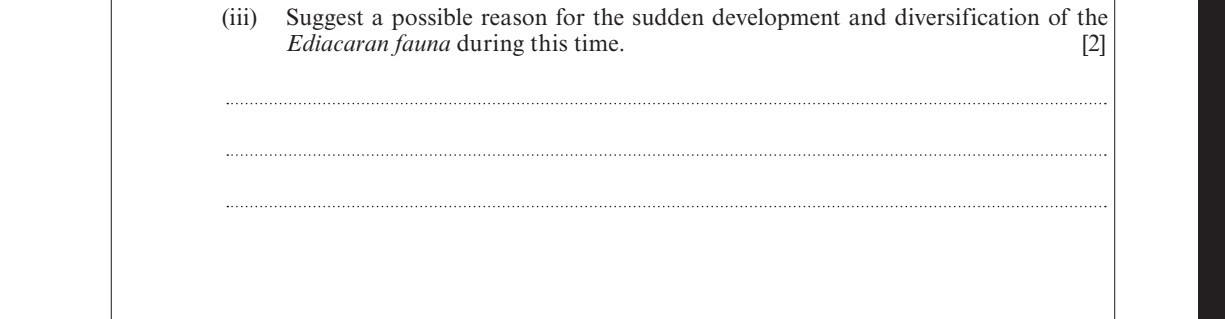 (iii) Suggest a possible reason for the sudden development and diversification of the
Ediacaran fauna during this time. [2]